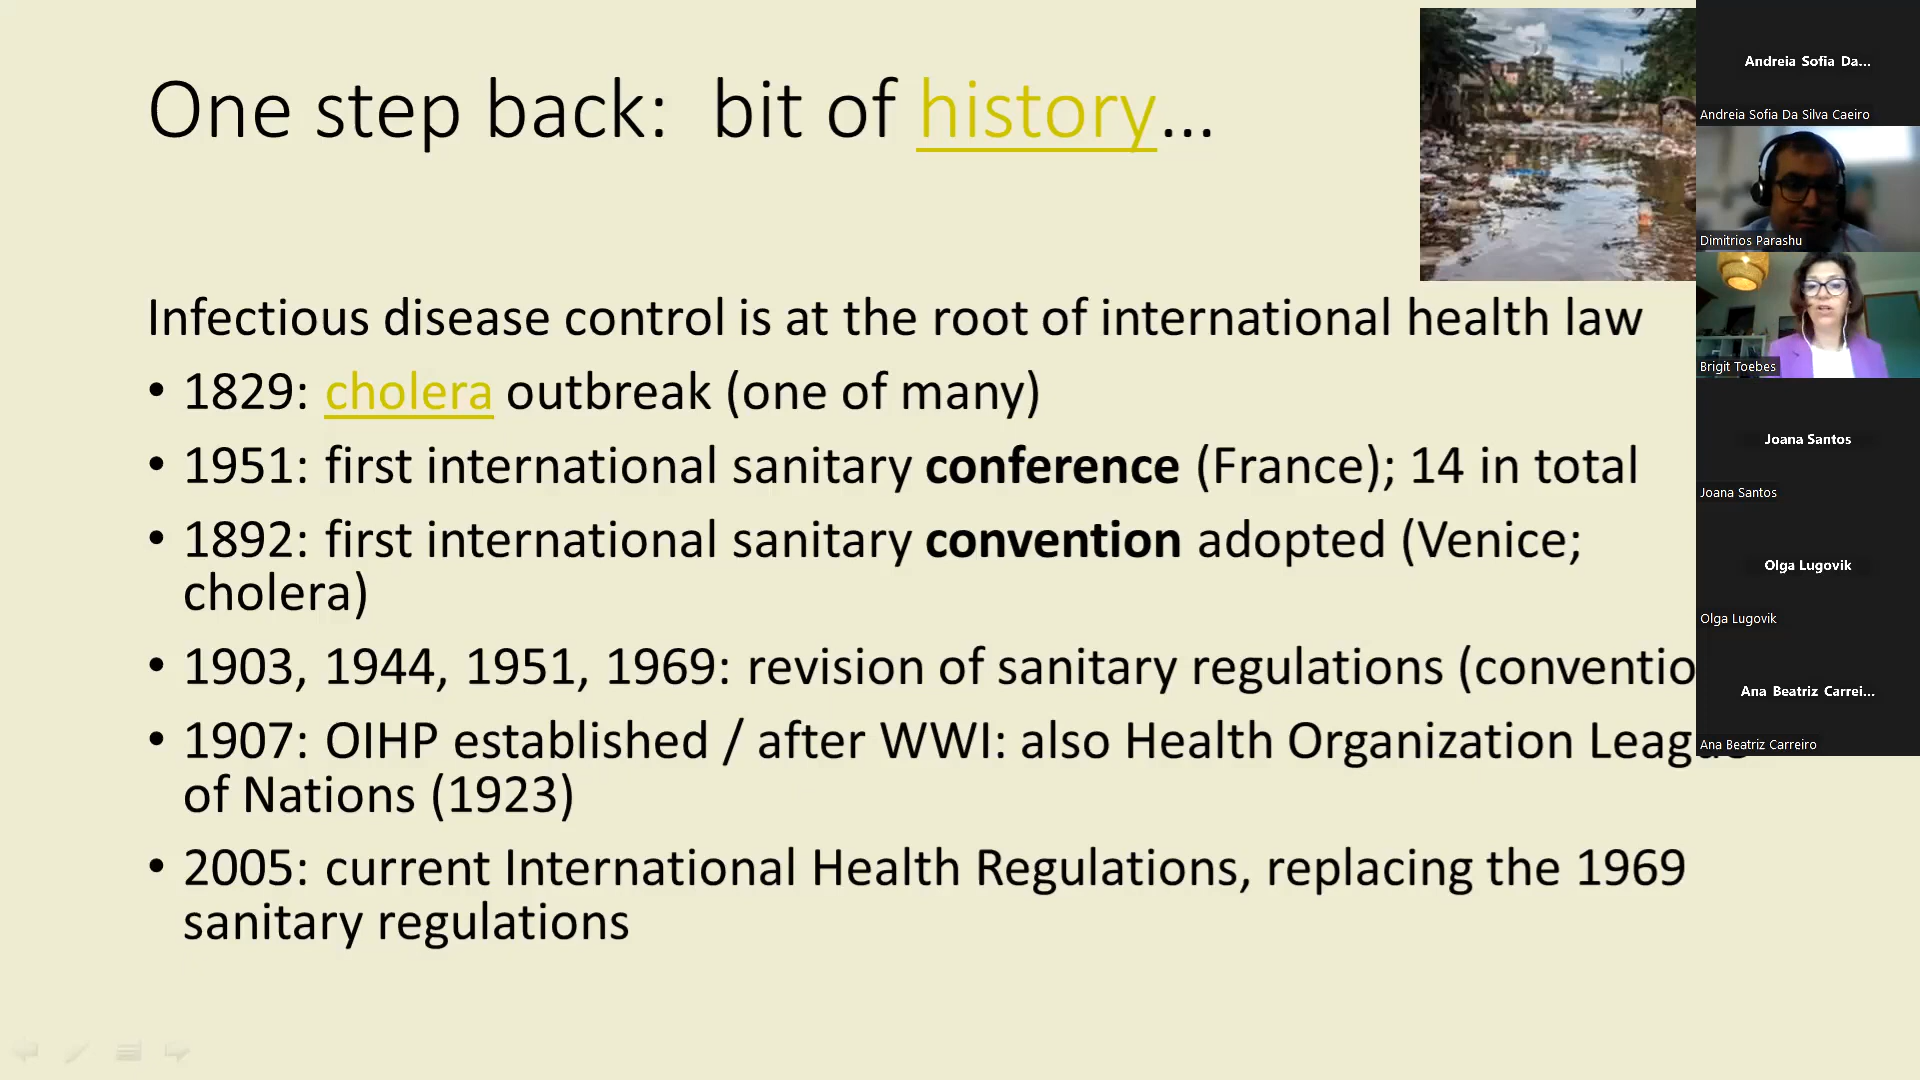 One step back:  bit of history...
Infectious disease control is at the root of international health law
• 1829: cholera outbreak (one of many)
• 1951: first international sanitary conference (France); 14 in total
• 1892: first international sanitary convention adopted (Venice;
cholera)
• 1903, 1944, 1951, 1969: revision of sanitary regulations (conventio
• 1907: OIHP established / after WWI: also Health Organization Leag
of Nations (1923)
• 2005: current International Health Regulations, replacing the 1969
sanitary regulations
Andreia Sofia Da...
Andreia Sofia Da Silva Caeiro
Dimitrios Parashu
Brigit Toebes
Joana Santos
Joana Santos
Olga Lugovik
Olga Lugovik
Ana Beatriz Carrei...
Ana Beatriz Carreiro